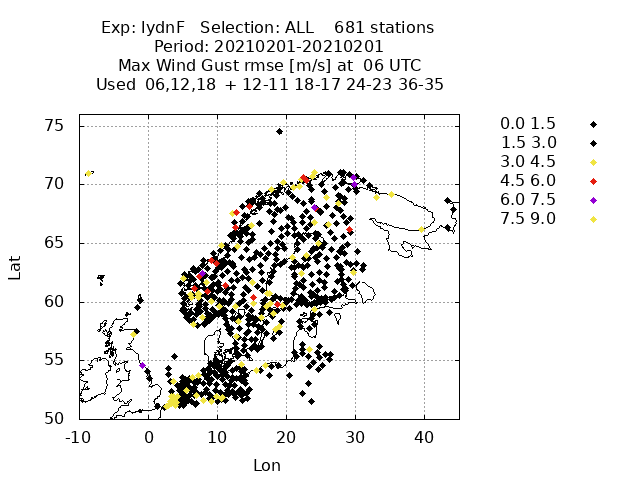 Exp: IydnF Selection: ALL 681 stations
Period: 20210201-20210201
Max Wind Gust rmse [m/s] at 06 UTC
Used 06,12,18 + 12-11 18-17 24-23 36-35
75
70
65
60
55
50
-10 0 10 20 30 40
Lat
Lon
0.0 1.5
1.5 3.0
3.0 4.5
4.5 6.0
6.0 7.5
7.5 9.0